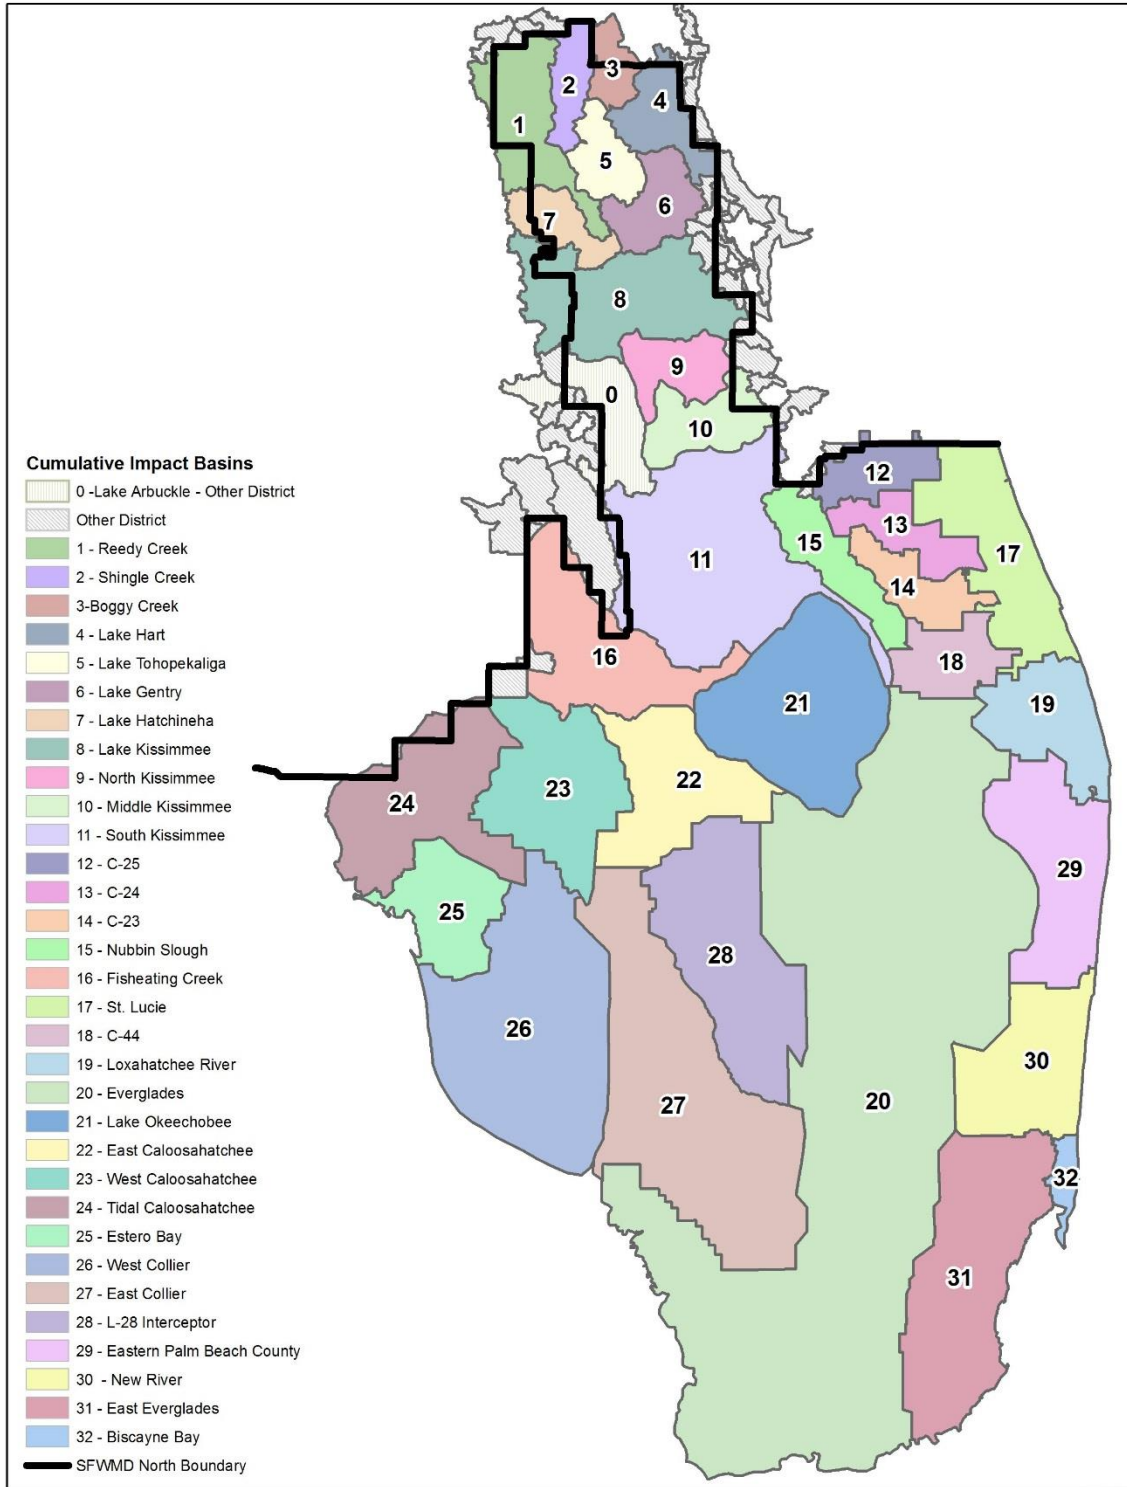 3
2
4
1
5
6
7
8
9
0
10
Cumulative Impact Basins
0 -Lake Arbuckle - Other District
Other District
1 - Reedy Creek
2 - Shingle Creek
3-Boggy Creek
4 - Lake Hart
5 - Lake Tohopekaliga
6 - Lake Gentry
7 - Lake Hatchineha
8 - Lake Kissimmee
9 - North Kissimmee
10 - Middle Kissimmee
11 - South Kissimmee
12 - C-25
13 - C-24
14 - C-23
15 - Nubbin Slough
16 - Fisheating Creek
17 - St. Lucie
18 - C-44
19 - Loxahatchee River
20 - Everglades
21 - Lake Okeechobee
22 - East Caloosahatchee
23 - West Caloosahatchee
24 - Tidal Caloosahatchee
25 - Estero Bay
26 - West Collier
27 - East Collier
28 - L-28 Interceptor
29 - Eastern Palm Beach County
30 - New River
31 - East Everglades
32 - Biscayne Bay
SFWMD North Boundary
12
13
15
17
11
14
16
18
21
19
22
23
24
29
25
28
26
30
27
20
32
31